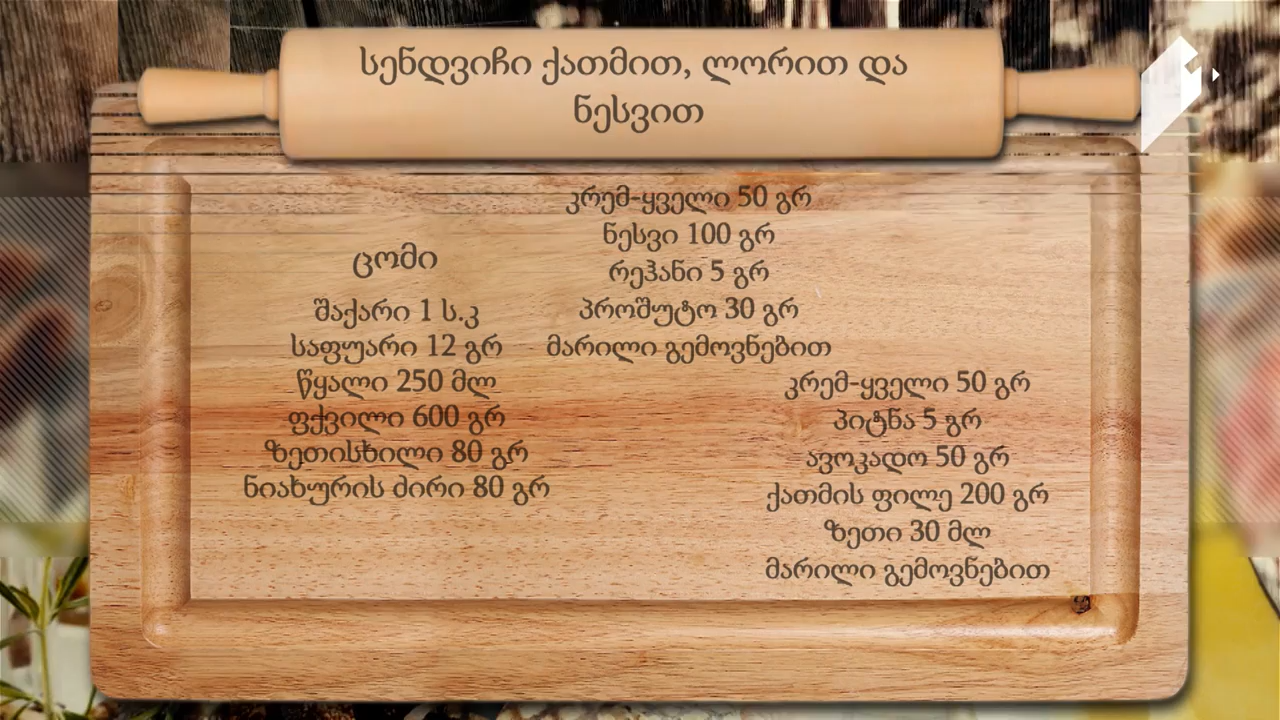 სენდვიჩი ქათმით, ლორით და
ნესვით
ცომი
შაქარი 1 ს.კ
საფუარი 12 გრ
წყალი 250 მლ
ფქვილი 600 გრ
ზეთისხილი 80 გრ
ნიახურის ძირი 80 გრ
კრემ-ყველი 50 გრ
ნესვი 100 გრ
რეჰანი 5 გრ
პროშუტო 30 გრ
მარილი გემოვნებით
კრემ-ყველი 50 გრ
პიტნა 5 გრ
ავოკადო 50 გრ
ქათმის ფილე 200 გრ
ზეთი 30 მლ
მარილი გემოვნებით